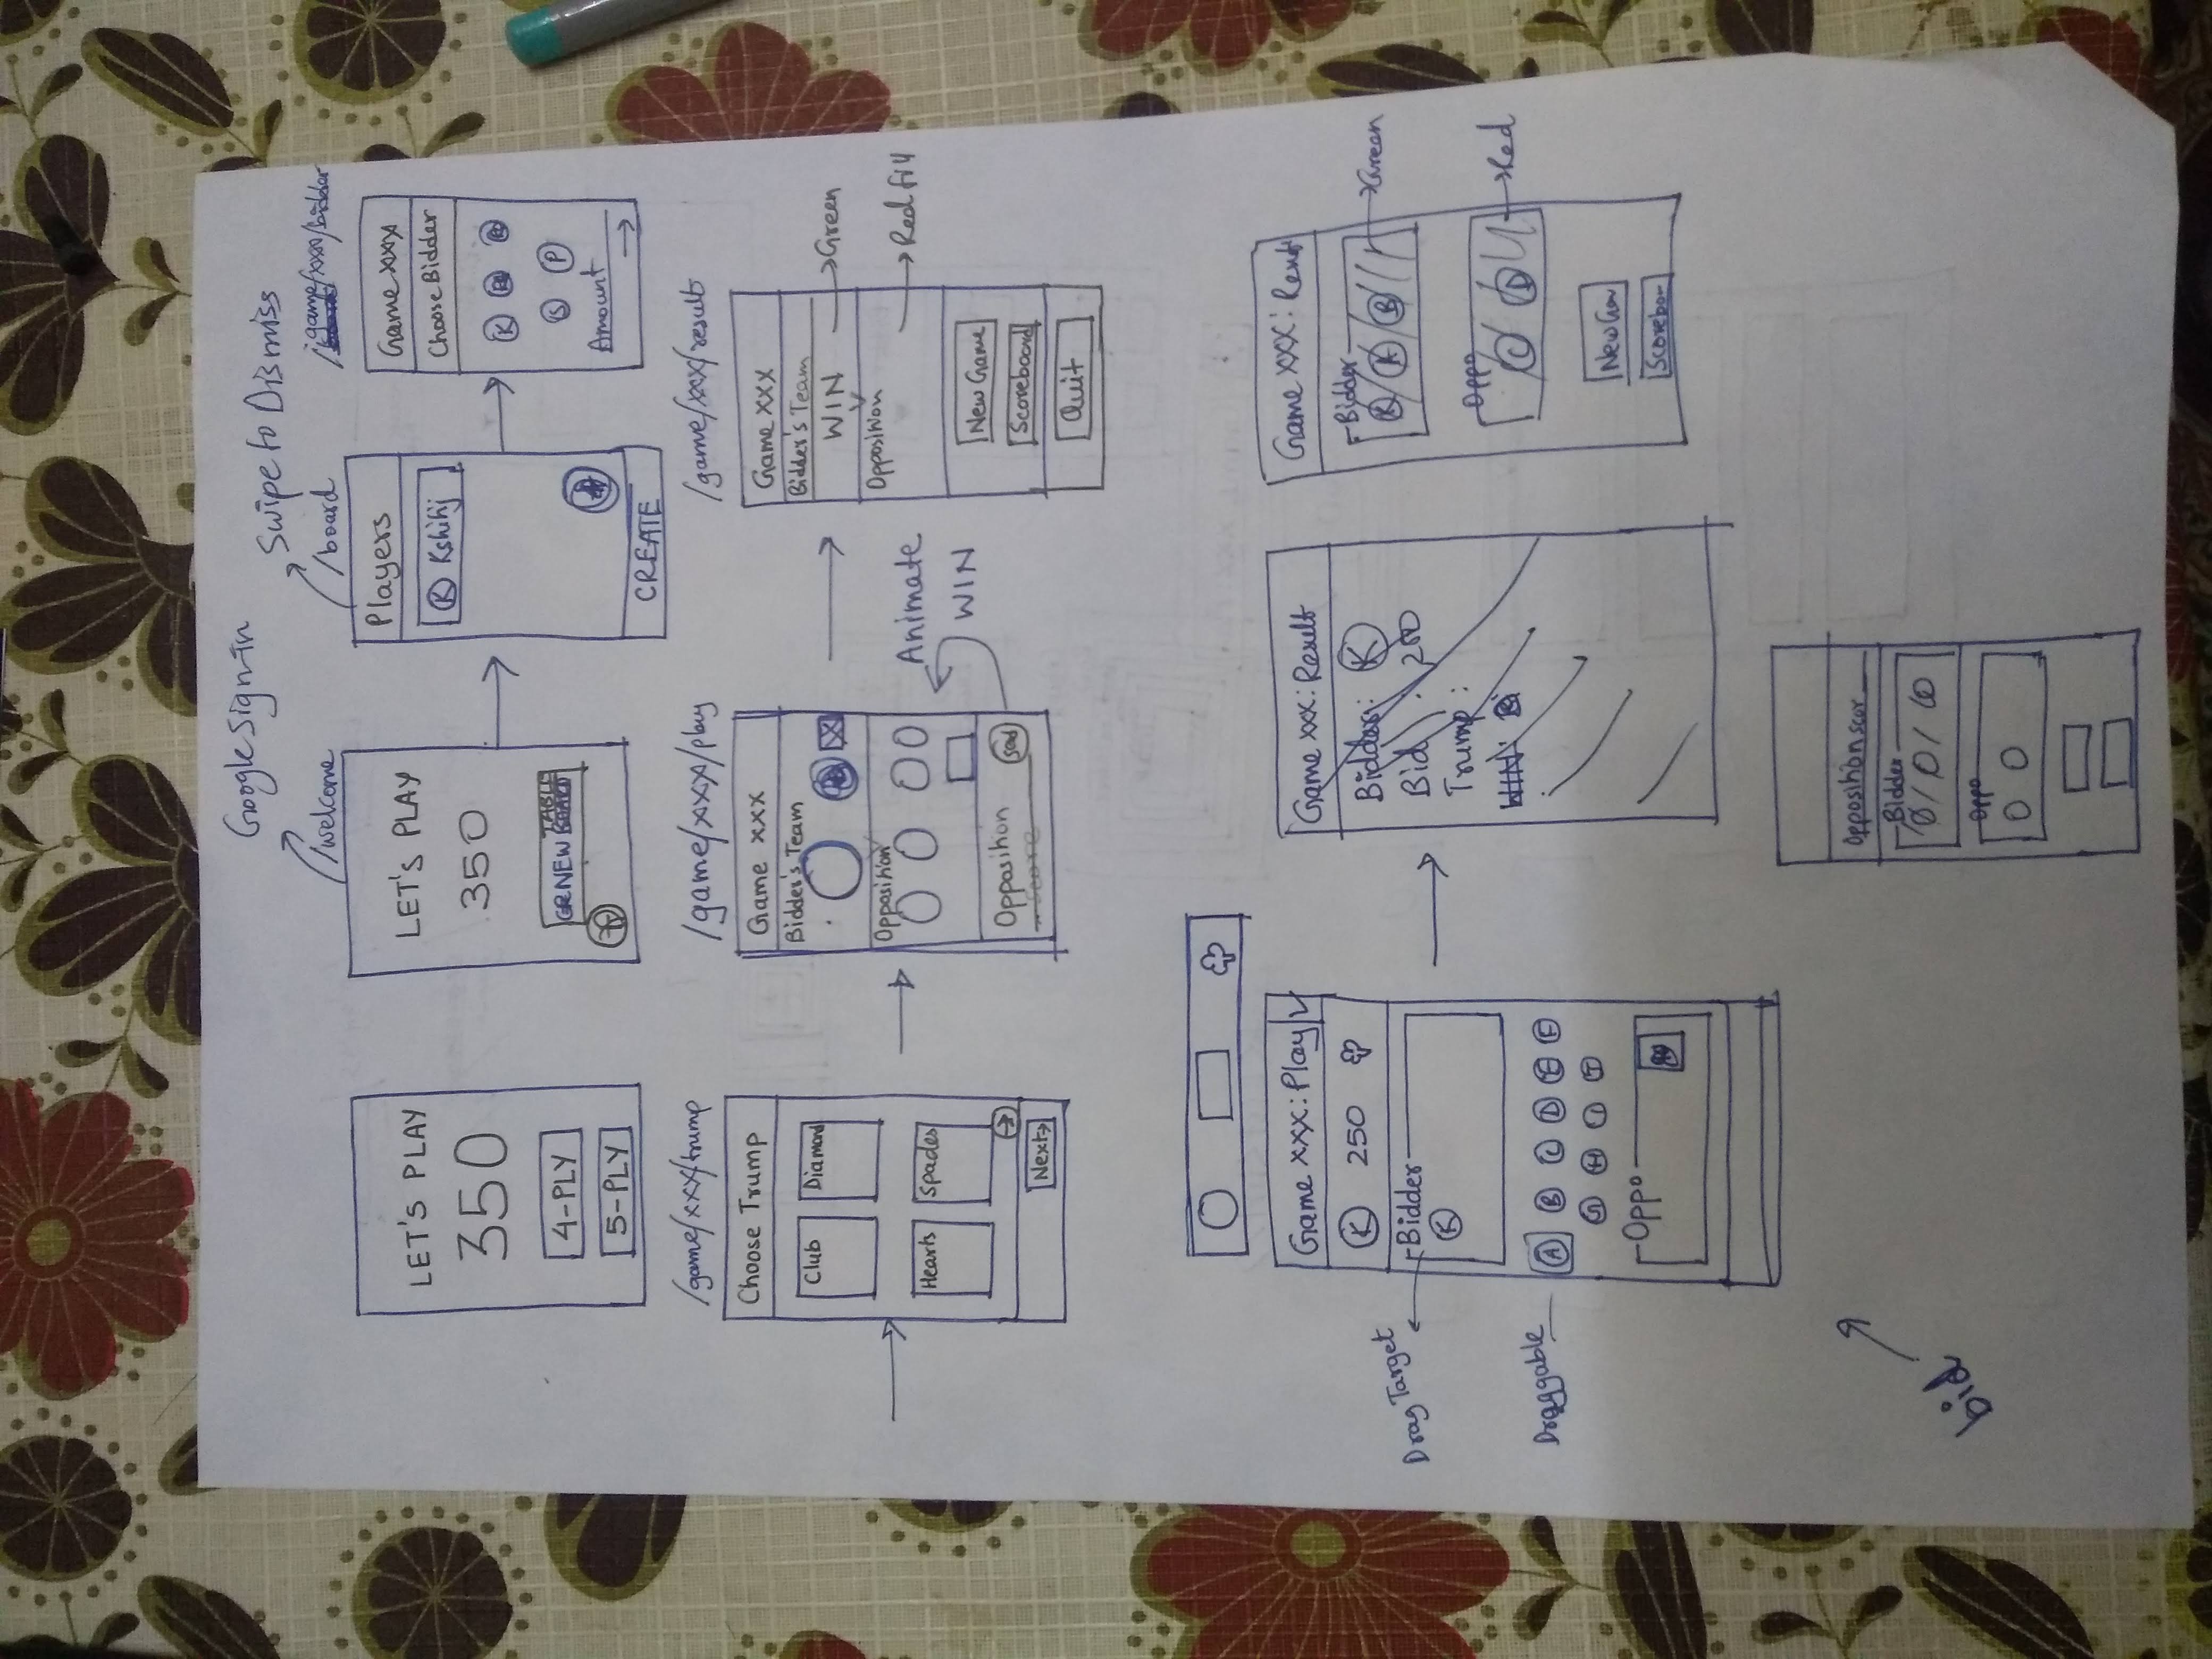 Google Sign-in
Swipe to Dismiss
/welcome
/board
/game/xxx/bidder
LET'S PLAY
350
4-PLY
5-PLY
LET'S PLAY
350
NEW TABLE
Players
K Kshitij
CREATE
Game xxx
Choose Bidder
K
S P
Amount
/game/xxx/trump
/game/xxx/play
/game/xxx/result
Choose Trump
Club Diamond
Hearts Spades
Next→
Game xxx
Bidder's Team
Opposition
Opposition
Score
Send
Animate
WIN
Game xxx
Bidder's Team
WIN
Opposition
Green
Red fill
New Game
Scoreboard
Quit
Game xxx: Play
K 250
Bidder
K
Drag Target
Draggable
A B C D E F
G H I J
Oppo
Game xxx: Result
Bidder: K
Bid : 250
Trump :
WIN:
Game xxx: Result
Bidder
K A B
Green
Oppo
C D
Red
New Gam
Scorebo
bid
Opposition scor
Bidder
Oppo